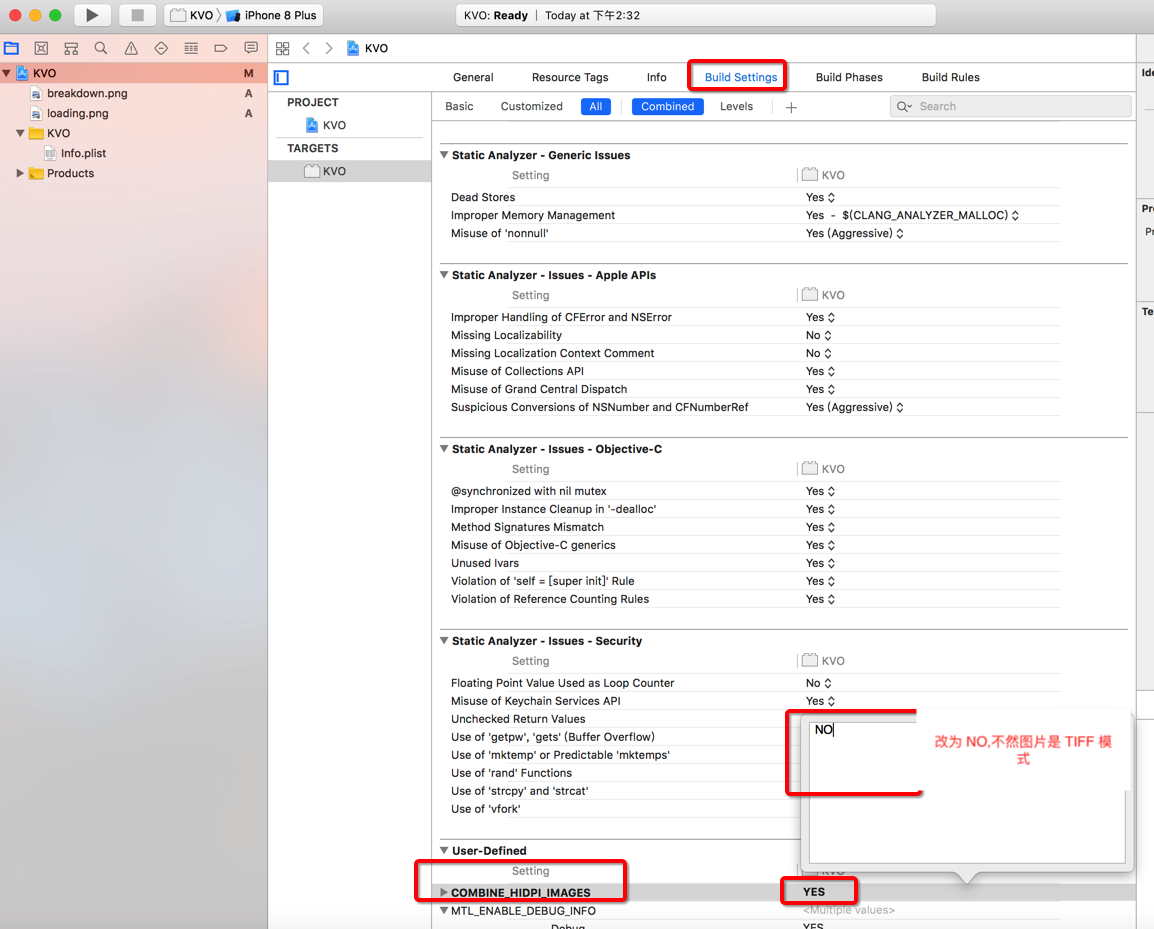 KVO 〉 iPhone 8 Plus
KVO: Ready | Today at 下午2:32
KVO
KVO M
breakdown.png A
loading.png A
KVO
Info.plist
Products
General Resource Tags Info Build Settings Build Phases Build Rules
PROJECT
KVO
TARGETS
KVO
Basic Customized All Combined Levels + Search
Static Analyzer - Generic Issues
Setting KVO
Dead Stores Yes
Improper Memory Management Yes - $(CLANG_ANALYZER_MALLOC)
Misuse of 'nonnull' Yes (Aggressive)
Static Analyzer - Issues - Apple APIs
Setting KVO
Improper Handling of CFError and NSError Yes
Missing Localizability No
Missing Localization Context Comment No
Misuse of Collections API Yes
Misuse of Grand Central Dispatch Yes
Suspicious Conversions of NSNumber and CFNumberRef Yes (Aggressive)
Static Analyzer - Issues - Objective-C
Setting KVO
@synchronized with nil mutex Yes
Improper Instance Cleanup in '-dealloc' Yes
Method Signatures Mismatch Yes
Misuse of Objective-C generics Yes
Unused Ivars Yes
Violation of 'self = [super init]' Rule Yes
Violation of Reference Counting Rules Yes
Static Analyzer - Issues - Security
Setting KVO
Floating Point Value Used as Loop Counter No
Misuse of Keychain Services API Yes
Unchecked Return Values
Use of 'getpw', 'gets' (Buffer Overflow)
Use of 'mktemp' or Predictable 'mktemps'
Use of 'rand' Functions
Use of 'strcpy' and 'strcat'
Use of 'vfork'
NO
改为 NO,不然图片是 TIFF 模
式
User-Defined
Setting KVO
COMBINE_HIDPI_IMAGES YES
MTL_ENABLE_DEBUG_INFO <Multiple values>
Debug YES
Ide
Pro
Pr
Te